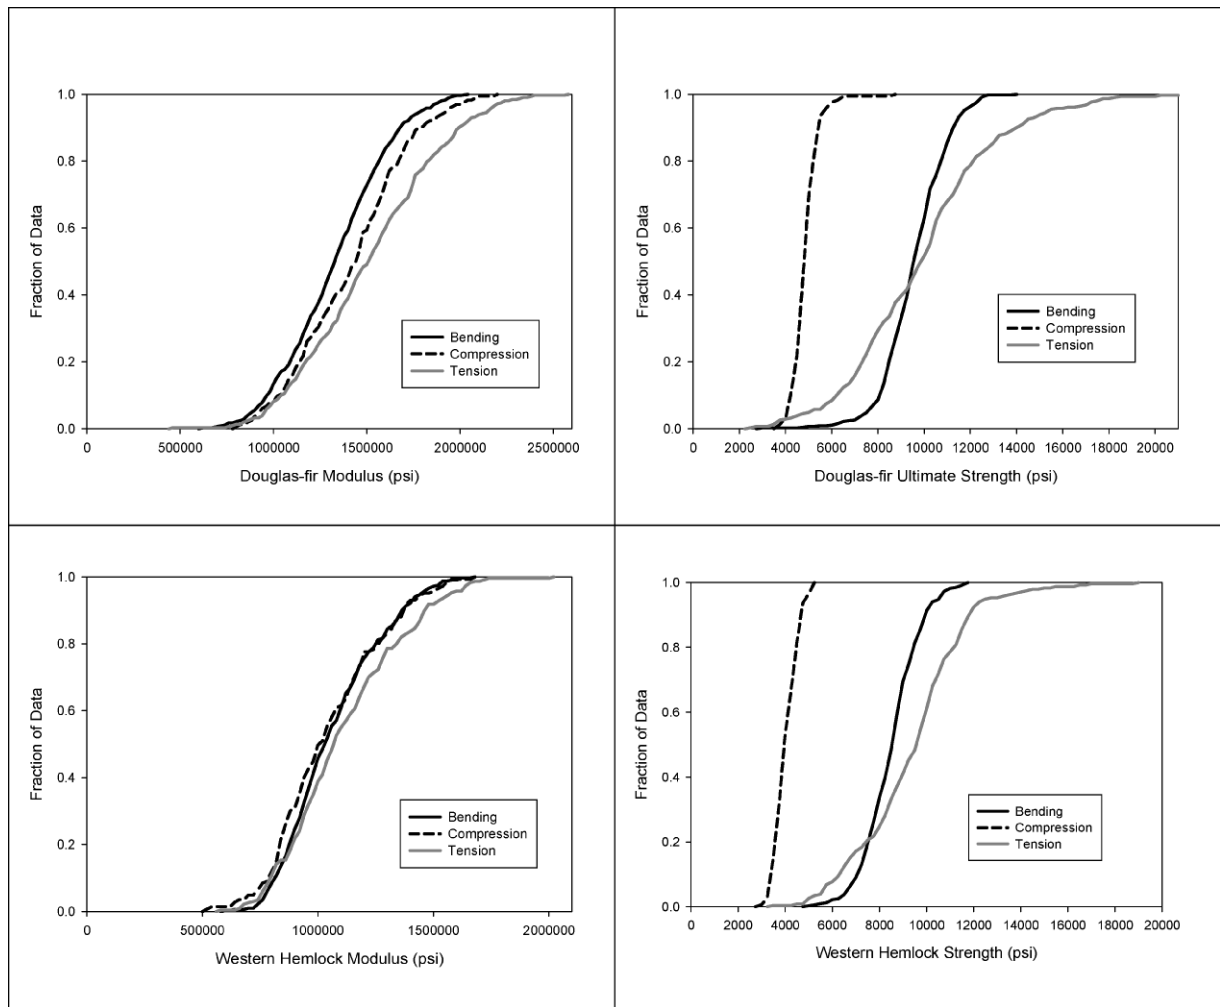 1.0
0.8
0.6
0.4
0.2
0.0
Fraction of Data
0 500000 1000000 1500000 2000000 2500000
Douglas-fir Modulus (psi)
Bending
Compression
Tension
1.0
0.8
0.6
0.4
0.2
0.0
Fraction of Data
0 2000 4000 6000 8000 10000 12000 14000 16000 18000 20000
Douglas-fir Ultimate Strength (psi)
Bending
Compression
Tension
1.0
0.8
0.6
0.4
0.2
0.0
Fraction of Data
0 500000 1000000 1500000 2000000
Western Hemlock Modulus (psi)
Bending
Compression
Tension
1.0
0.8
0.6
0.4
0.2
0.0
Fraction of Data
0 2000 4000 6000 8000 10000 12000 14000 16000 18000 20000
Western Hemlock Strength (psi)
Bending
Compression
Tension